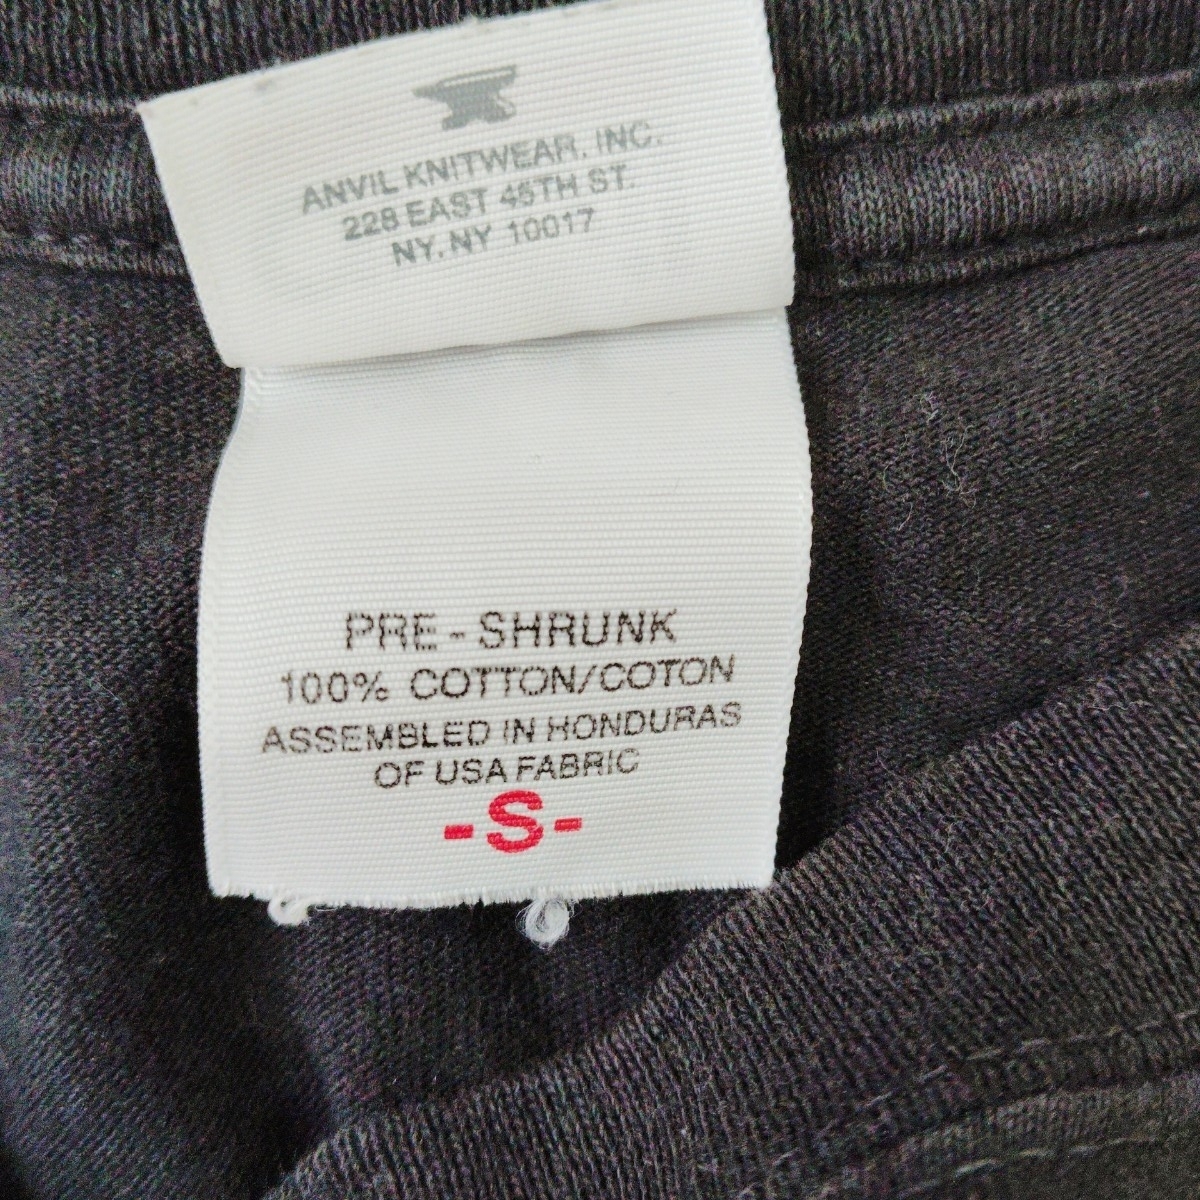 ANVIL KNITWEAR, INC.
228 EAST 45TH ST.
NY, NY 10017
PRE - SHRUNK
100% COTTON/COTON
ASSEMBLED IN HONDURAS
OF USA FABRIC
-S-